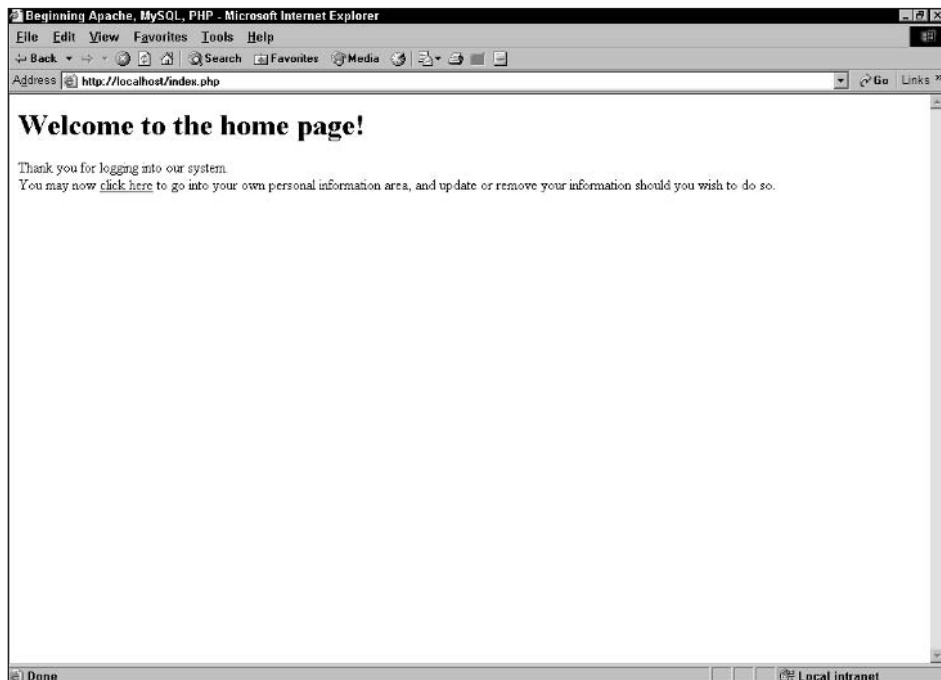 Beginning Apache, MySQL, PHP - Microsoft Internet Explorer
File Edit View Favorites Tools Help
Back Search Favorites Media
Address http://localhost/index.php Go Links »
Welcome to the home page!
Thank you for logging into our system.
You may now click here to go into your own personal information area, and update or remove your information should you wish to do so.
Done Local intranet